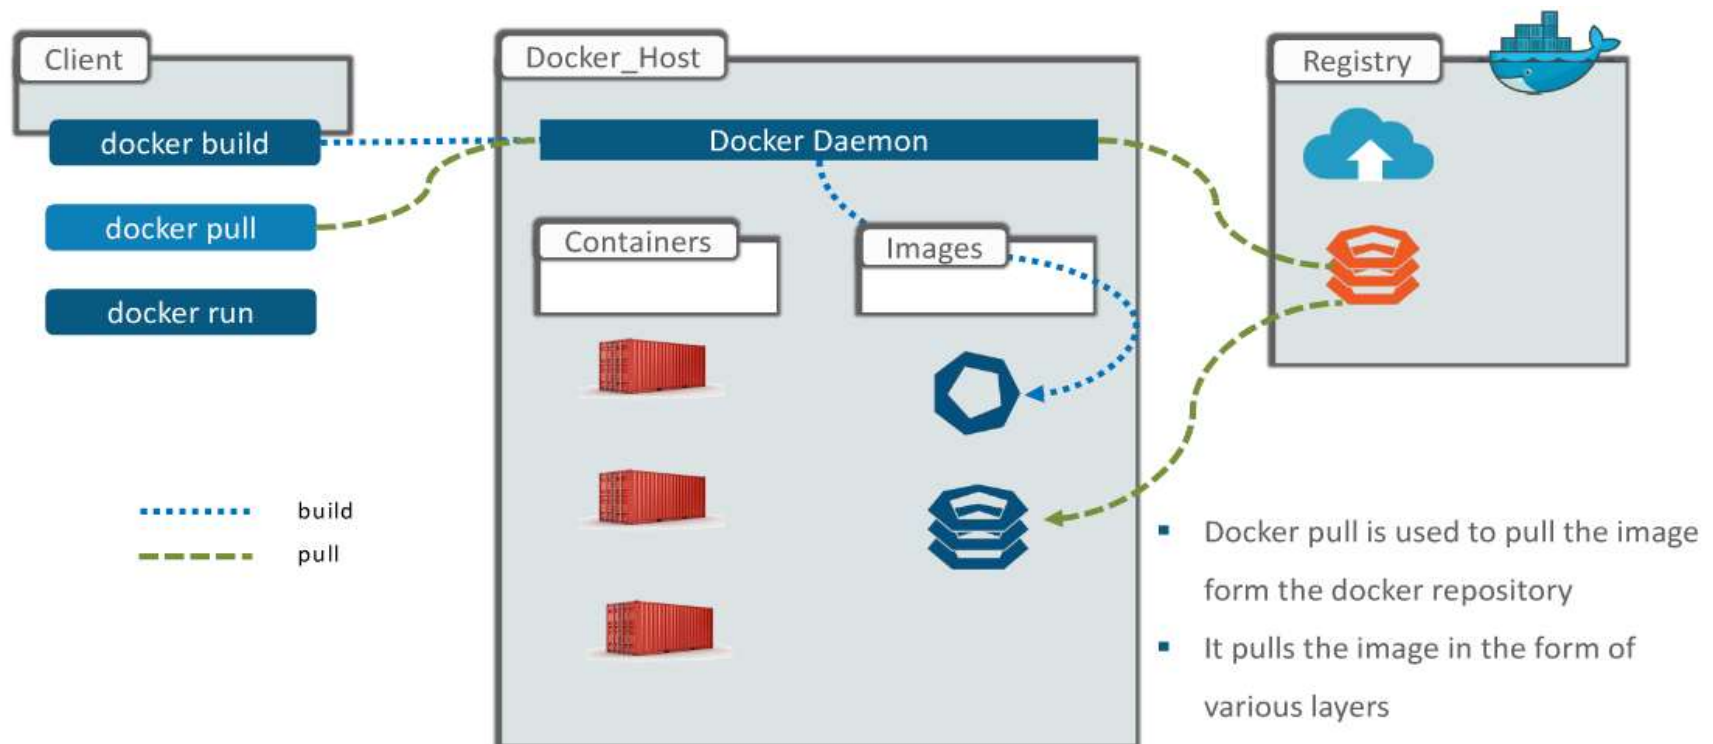 Client
Docker_Host
Registry
docker build
Docker Daemon
docker pull
Containers
Images
docker run
build
pull
Docker pull is used to pull the image
form the docker repository
It pulls the image in the form of
various layers